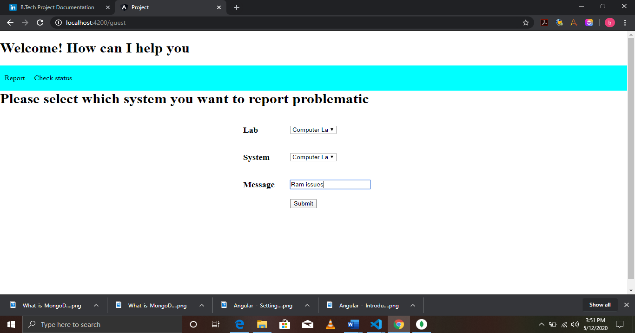 B.Tech Project Documentation
Project
localhost:4200/guest
Welcome! How can I help you
Report Check status
Please select which system you want to report problematic
Lab Computer La
System Computer La
Message Ram issues
Submit
What is MongoD....png
What is MongoD....png
Angular - Setting....png
Angular - Introdu....png
Show all
Type here to search
3:51 PM
5/12/2020